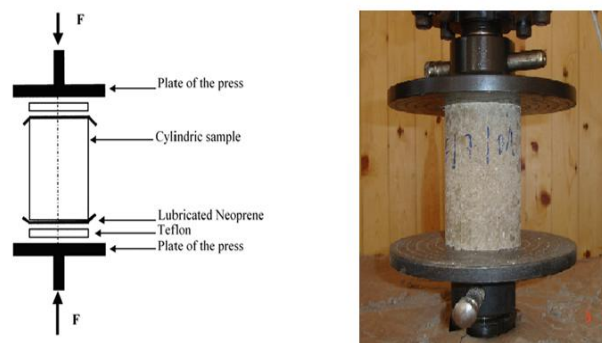 F
Plate of the press
Cylindric sample
Lubricated Neoprene
Teflon
Plate of the press
F